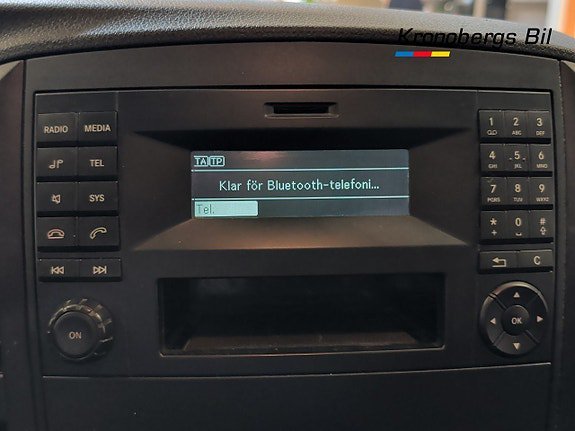 Kronobergs Bil
RADIO MEDIA
TEL
SYS
ON
TA TP
Klar för Bluetooth-telefoni...
Tel.
1 2 ABC 3 DEF
4 GHI 5 JKL 6 MNO
7 PQRS 8 TUV 9 WXYZ
* + 0 #
C
OK